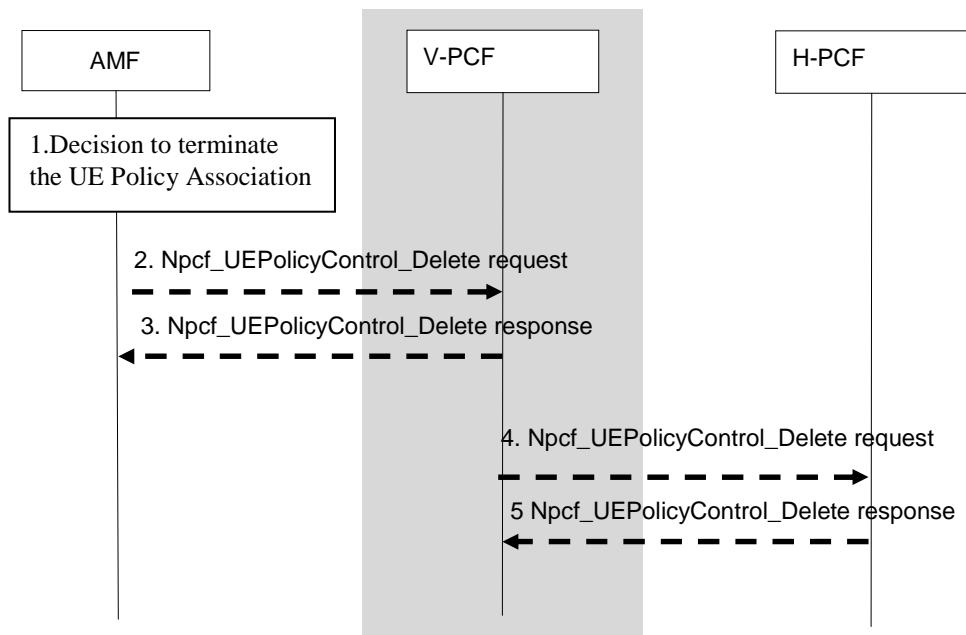 AMF
V-PCF
H-PCF
1.Decision to terminate
the UE Policy Association
2. Npcf_UEPolicyControl_Delete request
3. Npcf_UEPolicyControl_Delete response
4. Npcf_UEPolicyControl_Delete request
5 Npcf_UEPolicyControl_Delete response